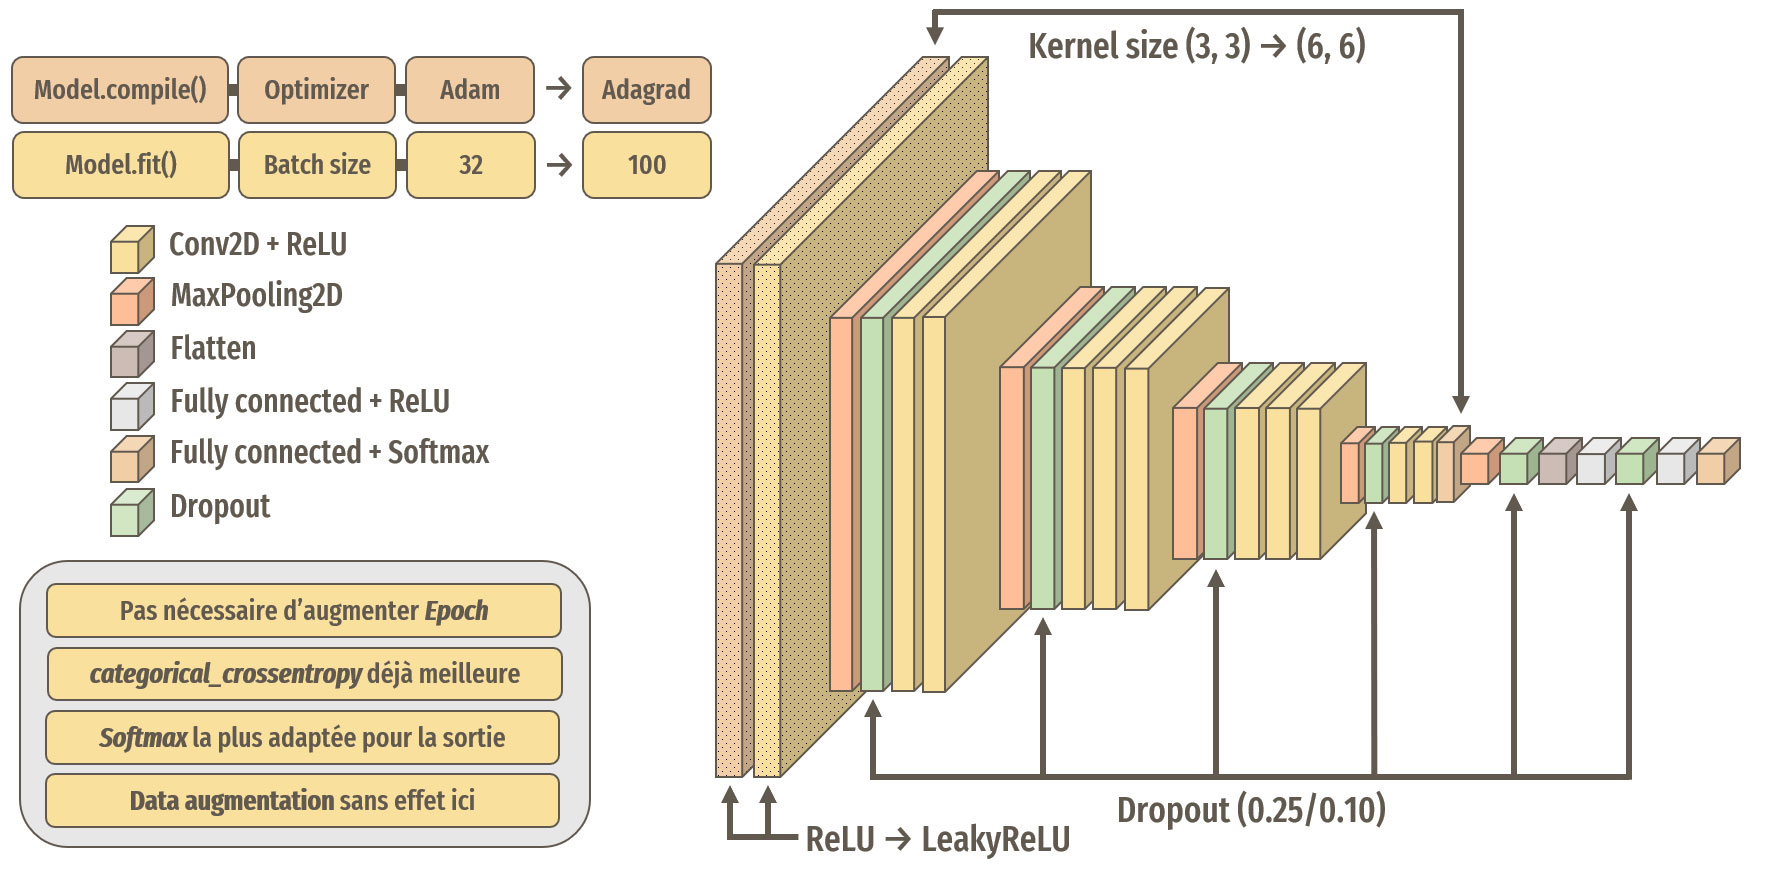 Kernel size (3, 3) → (6, 6)
Model.compile() Optimizer Adam → Adagrad
Model.fit() Batch size 32 → 100
Conv2D + ReLU
MaxPooling2D
Flatten
Fully connected + ReLU
Fully connected + Softmax
Dropout
Pas nécessaire d’augmenter Epoch
categorical_crossentropy déjà meilleure
Softmax la plus adaptée pour la sortie
Data augmentation sans effet ici
Dropout (0.25/0.10)
ReLU → LeakyReLU